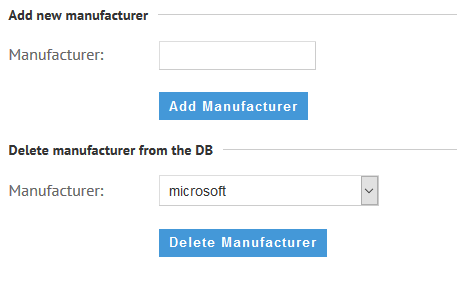 Add new manufacturer
Manufacturer:
Add Manufacturer
Delete manufacturer from the DB
Manufacturer:
microsoft
Delete Manufacturer